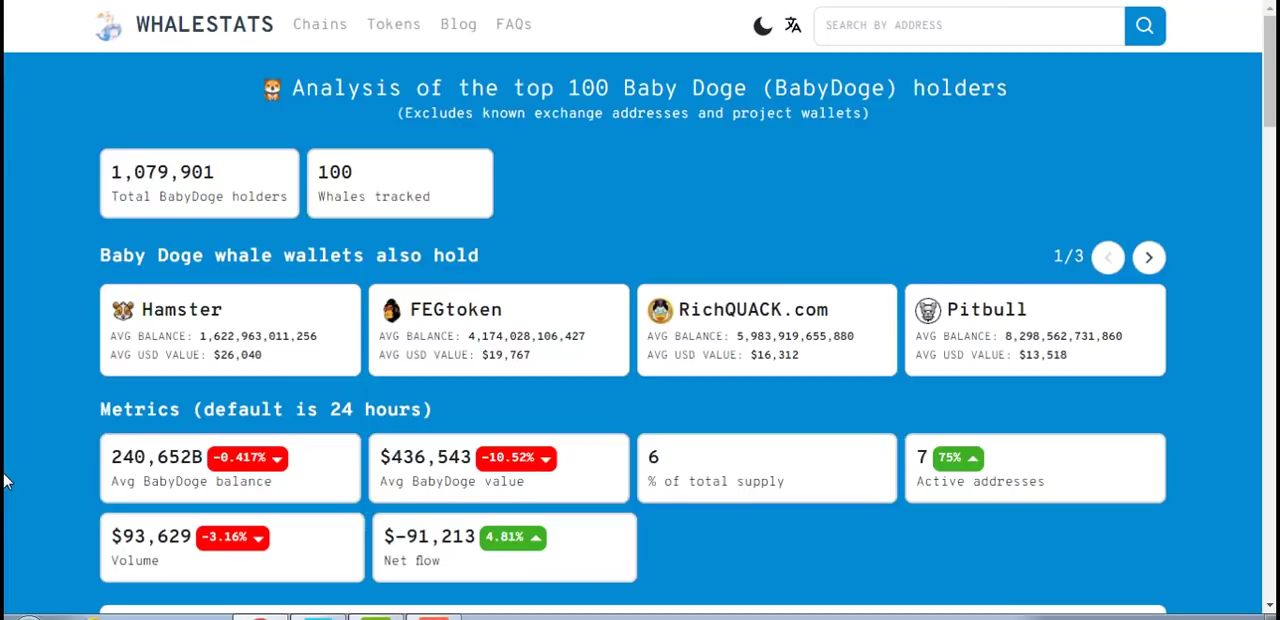 WHALESTATS Chains Tokens Blog FAQs SEARCH BY ADDRESS
Analysis of the top 100 Baby Doge (BabyDoge) holders
(Excludes known exchange addresses and project wallets)
1,079,901 100
Total BabyDoge holders Whales tracked
Baby Doge whale wallets also hold 1/3
Hamster FEGtoken RichQUACK.com Pitbull
AVG BALANCE: 1,622,963,011,256 AVG BALANCE: 4,174,028,106,427 AVG BALANCE: 5,983,919,655,880 AVG BALANCE: 8,298,562,731,860
AVG USD VALUE: $26,040 AVG USD VALUE: $19,767 AVG USD VALUE: $16,312 AVG USD VALUE: $13,518
Metrics (default is 24 hours)
240,652B -0.417% $436,543 -10.52% 6 7 75%
Avg BabyDoge balance Avg BabyDoge value % of total supply Active addresses
$93,629 -3.16% $-91,213 4.81%
Volume Net flow